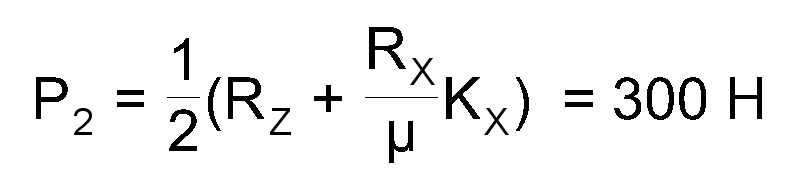 P₂ = 1/2(R_Z + R_X/μ K_X) = 300 H